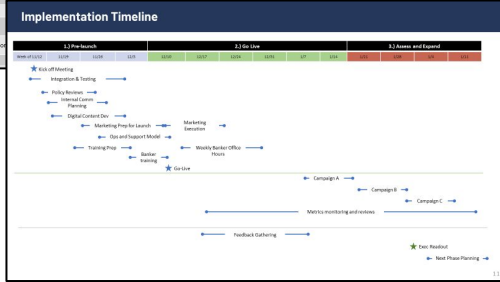 Implementation Timeline
1.) Pre-launch
2.) Go Live
3.) Assess and Expand
Week of 11/12
11/19
11/26
12/3
12/10
12/17
12/24
12/31
1/7
1/14
1/21
1/28
Kick off Meeting
Integration & Testing
Policy Reviews
Internal Comm
Planning
Digital Content Dev
Marketing Prep for Launch
Marketing
Execution
Ops and Support Model
Training Prep
Weekly Banker Office
Hours
Banker
training
Go-Live
Campaign A
Campaign B
Campaign C
Metrics monitoring and reviews
Feedback Gathering
Exec Readout
Next Phase Planning
11